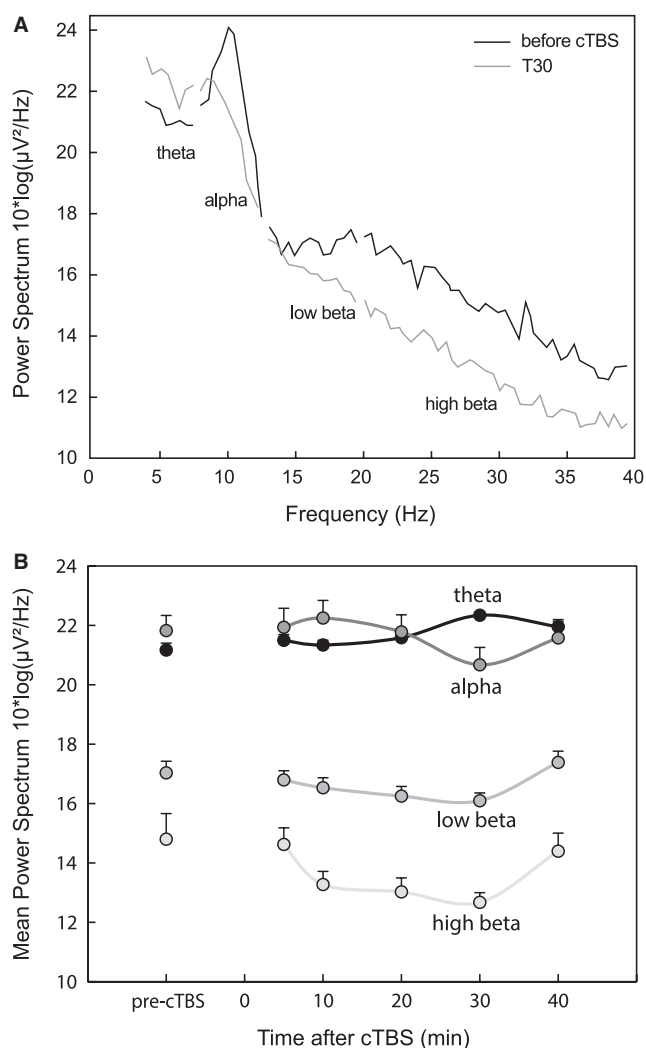 A
24
22
20
18
16
14
12
10
0
5
10
15
20
25
30
35
40
Power Spectrum 10*log(μV²/Hz)
Frequency (Hz)
before cTBS
T30
theta
alpha
low beta
high beta
B
24
22
20
18
16
14
12
10
pre-cTBS
0
10
20
30
40
Mean Power Spectrum 10*log(μV²/Hz)
Time after cTBS (min)
theta
alpha
low beta
high beta